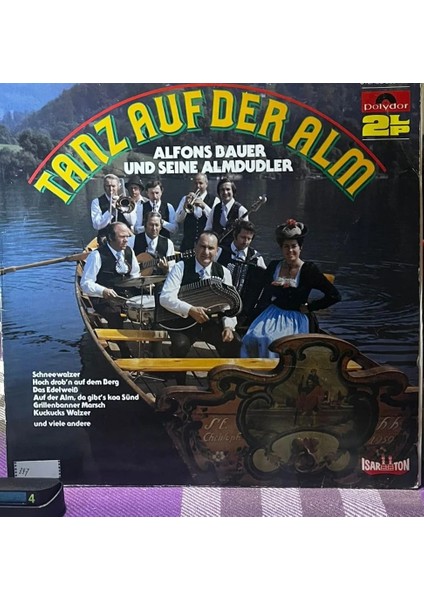 Polydor
2LP
TANZ AUF DER ALM
ALFONS BAUER
UND SEINE ALMDUDLER
Schneewalzer
Hoch drob'n auf dem Berg
Das Edelweiß
Auf der Alm, da gibt's koa Sünd
Grillenbanner Marsch
Kuckucks Walzer
und viele andere
ISARTON
4